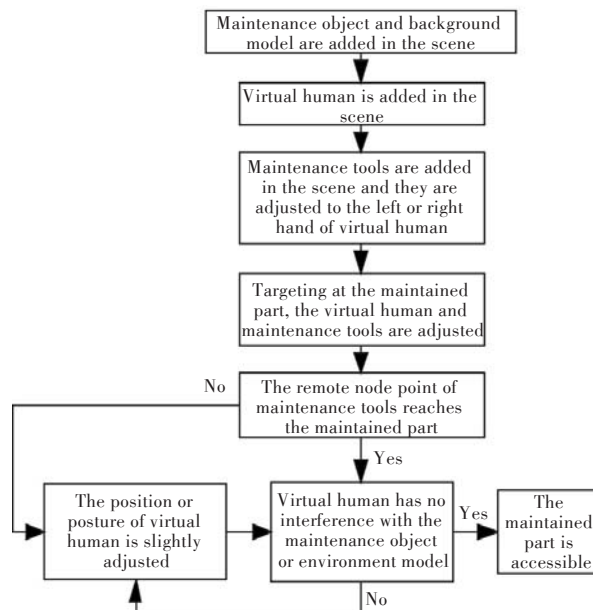 Maintenance object and background
model are added in the scene
Virtual human is added in the
scene
Maintenance tools are added
in the scene and they are
adjusted to the left or right
hand of virtual human
Targeting at the maintained
part, the virtual human and
maintenance tools are adjusted
No
The remote node point of
maintenance tools reaches
the maintained part
Yes
The position or
posture of virtual
human is slightly
adjusted
Virtual human has no
interference with the
maintenance object
or environment model
Yes
The
maintained
part is
accessible
No